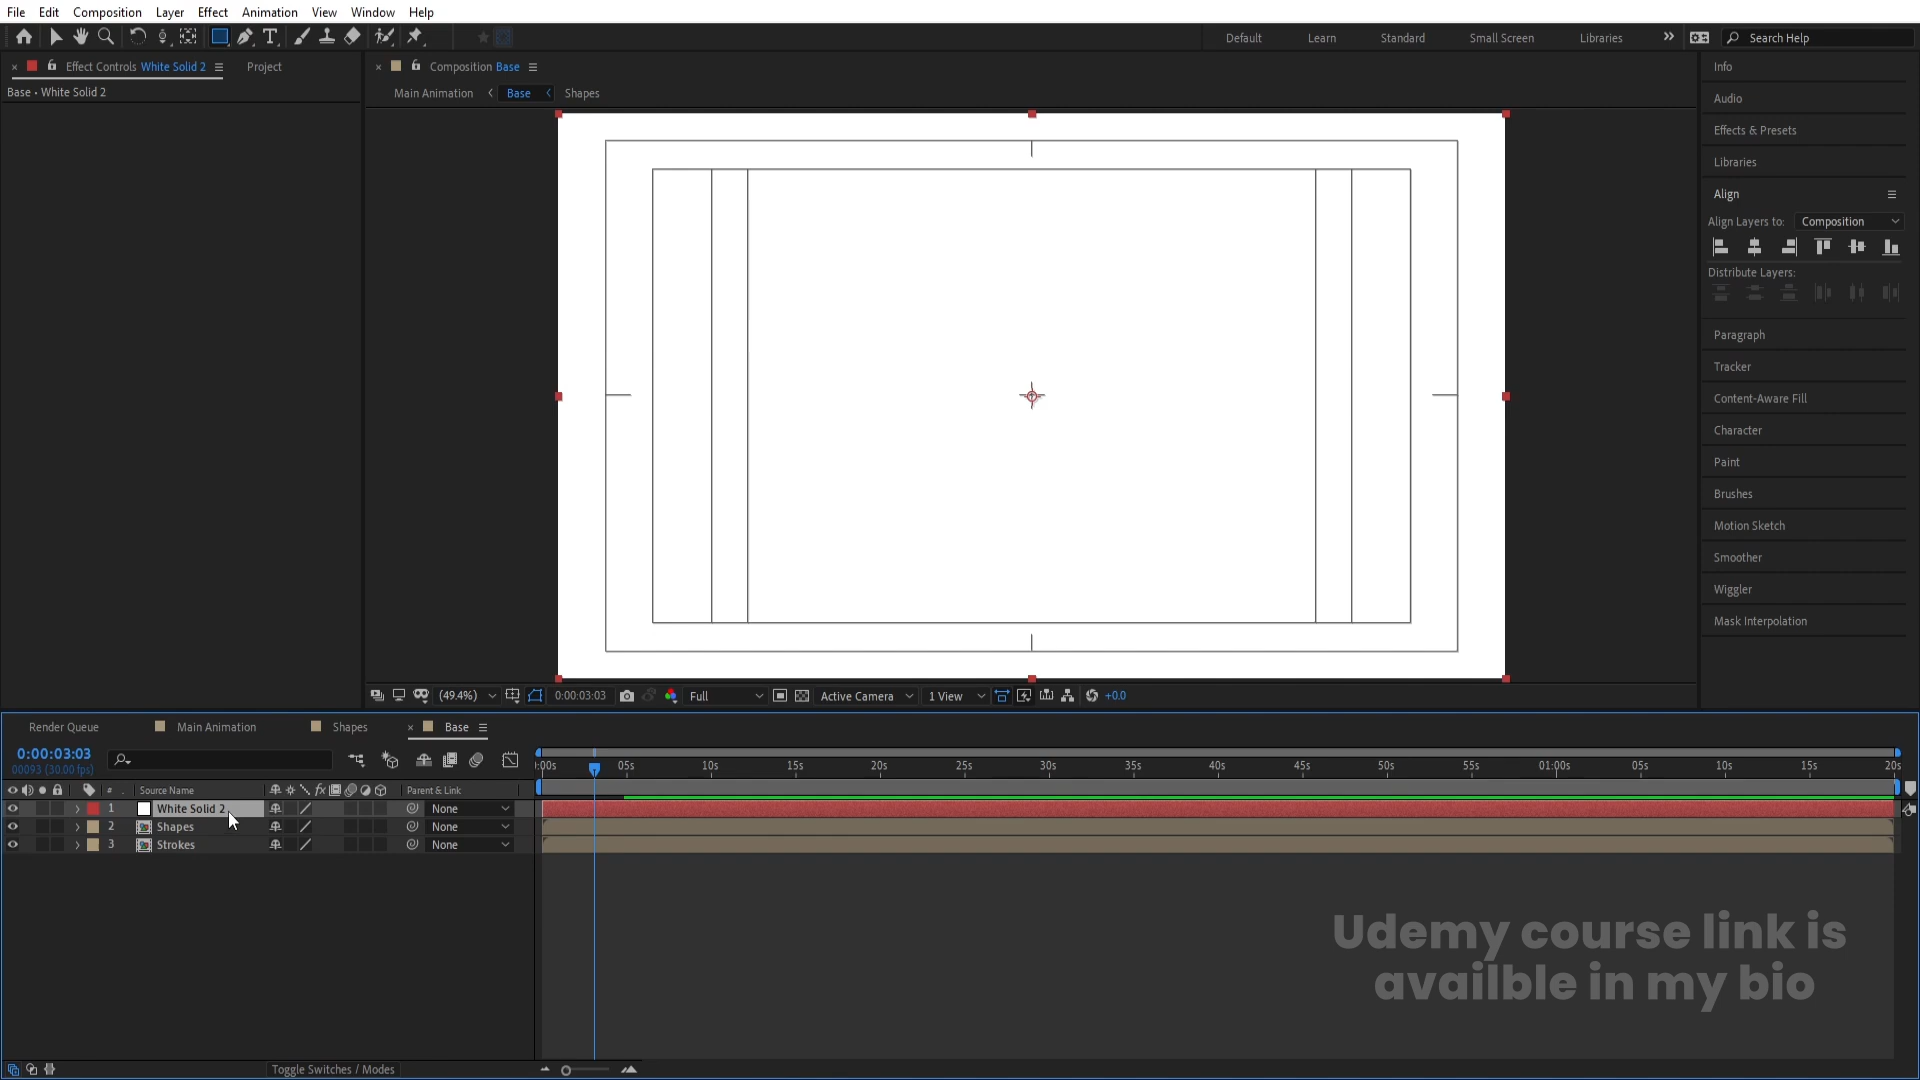 File Edit Composition Layer Effect Animation View Window Help
Default Learn Standard Small Screen Libraries Search Help
Effect Controls White Solid 2 Project
Composition Base
Base • White Solid 2
Main Animation Base Shapes
Info
Audio
Effects & Presets
Libraries
Align
Align Layers to: Composition
Distribute Layers:
Paragraph
Tracker
Content-Aware Fill
Character
Paint
Brushes
Motion Sketch
Smoother
Wiggler
Mask Interpolation
(49.4%) 0:00:03:03 Full Active Camera 1 View +0.0
Render Queue Main Animation Shapes Base
0:00:03:03
00093 (30.00 fps)
:00s 05s 10s 15s 20s 25s 30s 35s 40s 45s 50s 55s 01:00s 05s 10s 15s 20s
# Source Name fx Parent & Link
1 White Solid 2 None
2 Shapes None
3 Strokes None
Udemy course link is
availble in my bio
Toggle Switches / Modes